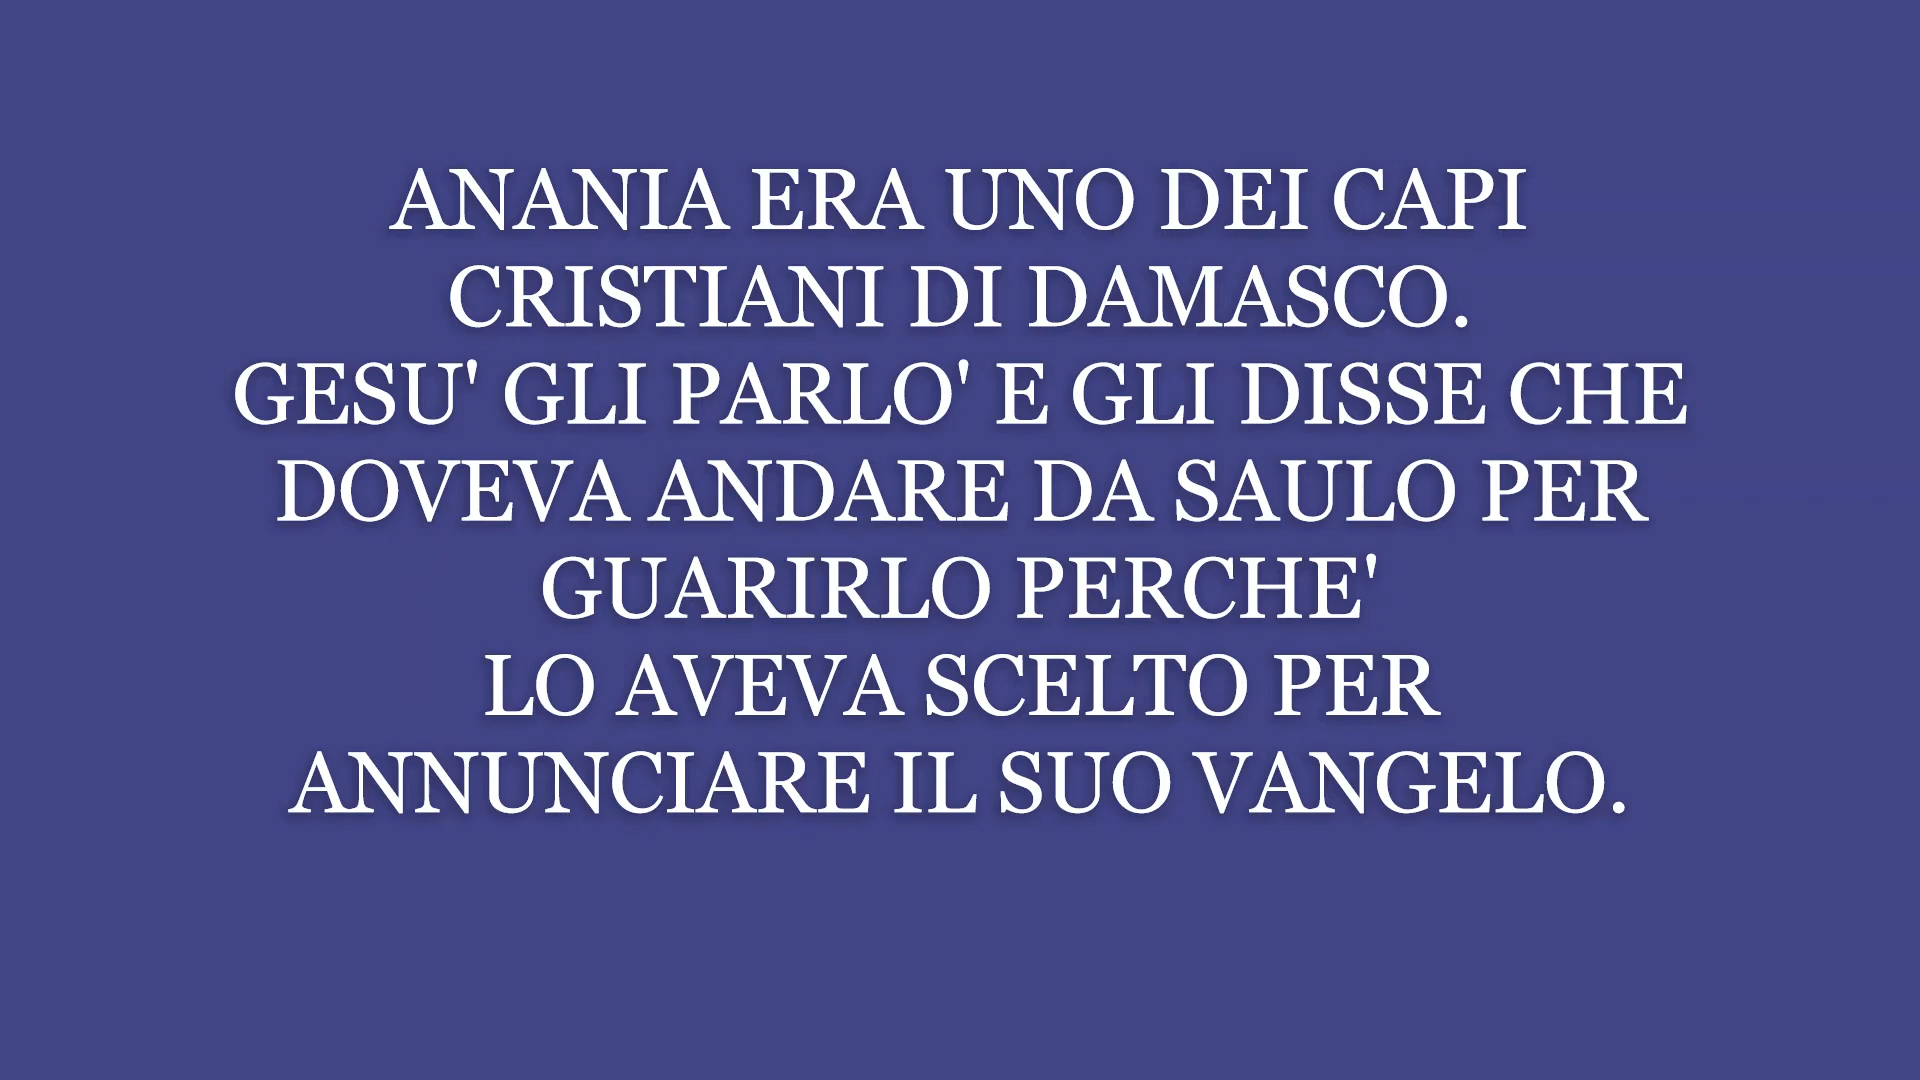 ANANIA ERA UNO DEI CAPI
CRISTIANI DI DAMASCO.
GESU' GLI PARLO' E GLI DISSE CHE
DOVEVA ANDARE DA SAULO PER
GUARIRLO PERCHE'
LO AVEVA SCELTO PER
ANNUNCIARE IL SUO VANGELO.